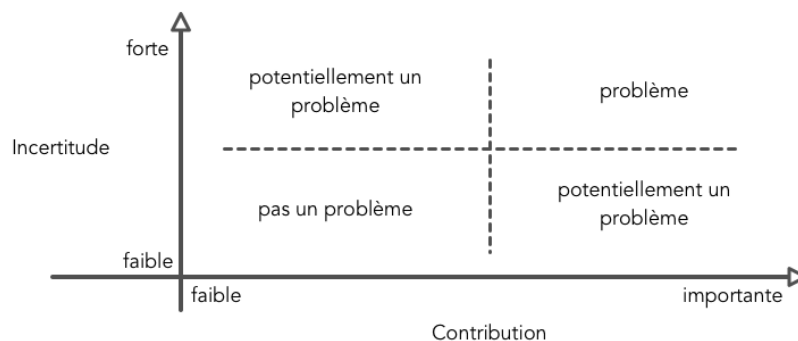 forte
potentiellement un
problème
problème
Incertitude
pas un problème
potentiellement un
problème
faible
faible
importante
Contribution